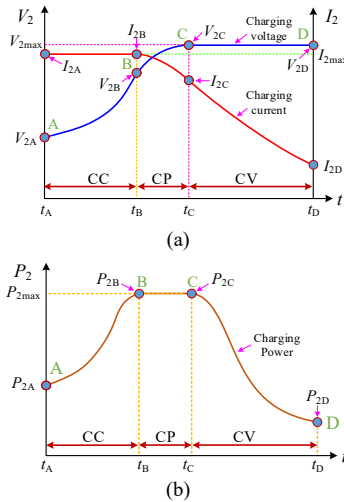 V2
I2
V2max
I2B
C
V2C
Charging voltage
D
I2A
B
V2D
I2max
V2B
I2C
Charging current
A
V2A
I2D
CC
CP
CV
tA
tB
tC
tD
t
(a)
P2
P2B
P2C
P2max
B
C
Charging Power
A
P2A
P2D
D
CC
CP
CV
tA
tB
tC
tD
t
(b)